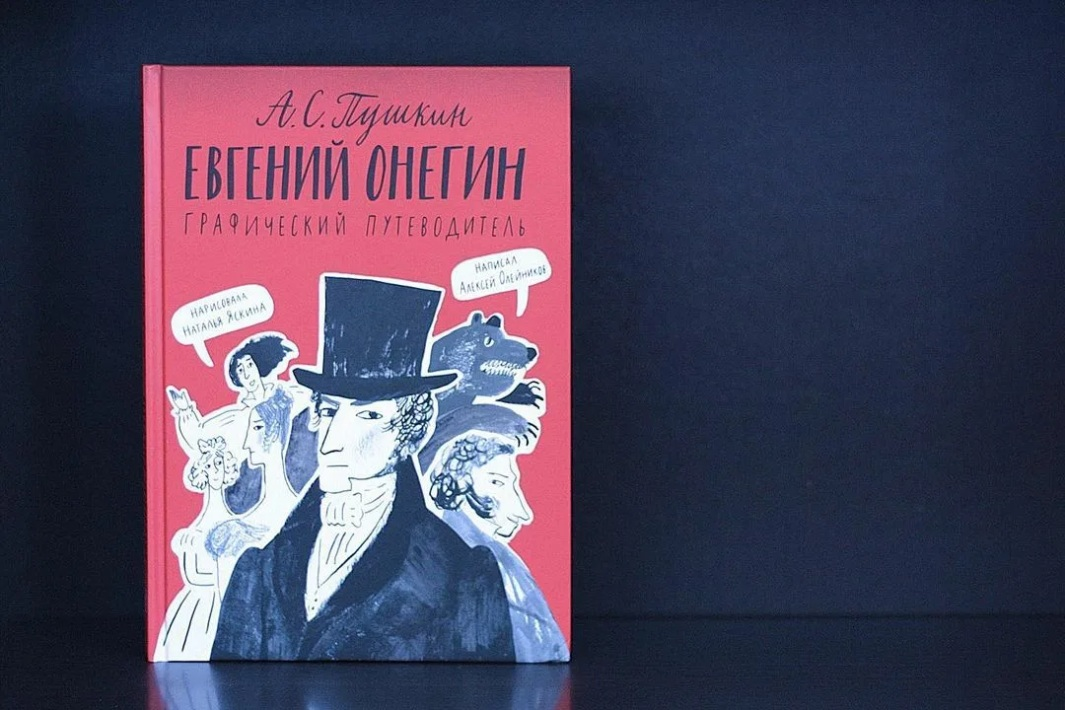 А. С. Пушкин
ЕВГЕНИЙ ОНЕГИН
ГРАФИЧЕСКИЙ ПУТЕВОДИТЕЛЬ
НАПИСАЛ
АЛЕКСЕЙ ОЛЕЙНИКОВ
НАРИСОВАЛА
НАТАЛЬЯ ЯСКИНА